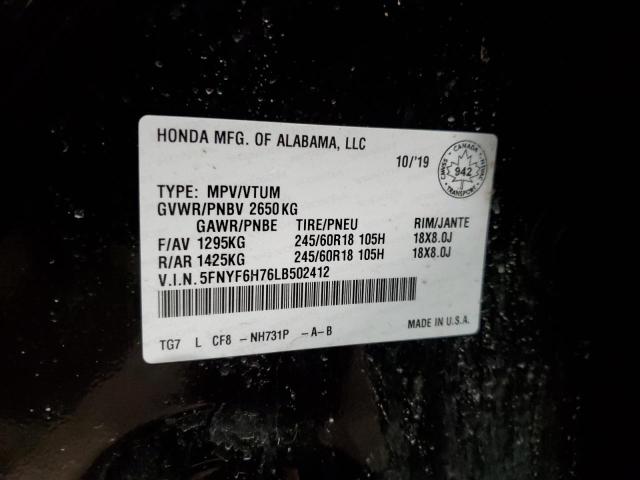 HONDA MFG. OF ALABAMA, LLC
10/'19
CANADA
CMVSS 942 NSVAC
TRANSPORT
TYPE: MPV/VTUM
GVWR/PNBV 2650KG
GAWR/PNBE TIRE/PNEU RIM/JANTE
F/AV 1295KG 245/60R18 105H 18X8.0J
R/AR 1425KG 245/60R18 105H 18X8.0J
V.I.N. 5FNYF6H76LB502412
TG7 L CF8 -NH731P -A-B MADE IN U.S.A.